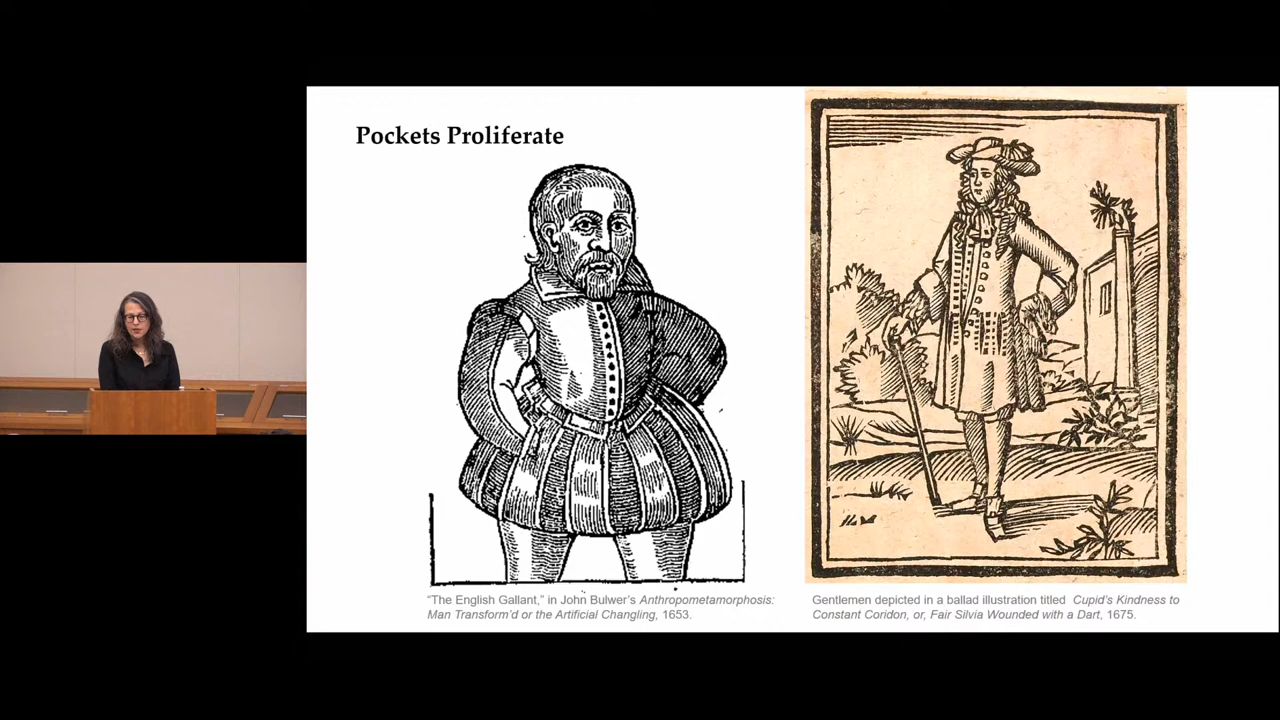 Pockets Proliferate
“The English Gallant,” in John Bulwer’s Anthropometamorphosis:
Man Transform’d or the Artificial Changling, 1653.
Gentlemen depicted in a ballad illustration titled  Cupid’s Kindness to
Constant Coridon, or, Fair Silvia Wounded with a Dart, 1675.